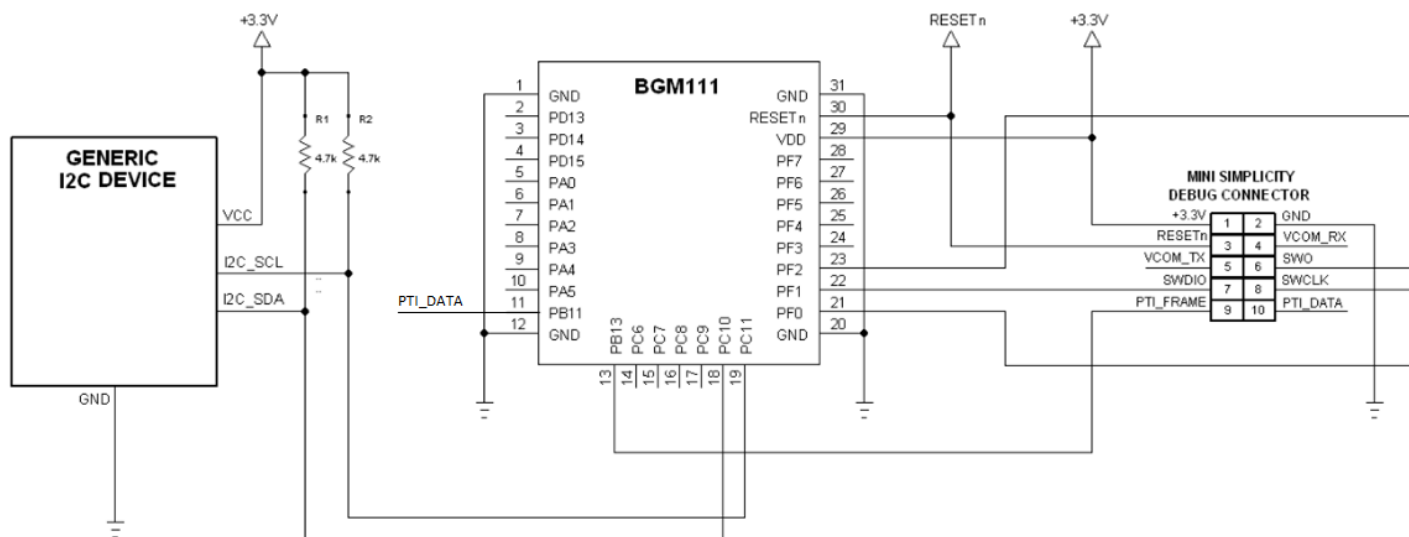 +3.3V
RESETn
+3.3V
R1
R2
4.7k
4.7k
GENERIC
I2C DEVICE
VCC
I2C_SCL
I2C_SDA
GND
BGM111
1
GND
2
PD13
3
PD14
4
PD15
5
PA0
6
PA1
7
PA2
8
PA3
9
PA4
10
PA5
PTI_DATA
11
PB11
12
GND
31
GND
30
RESETn
29
VDD
28
PF7
27
PF6
26
PF5
25
PF4
24
PF3
23
PF2
22
PF1
21
PF0
20
GND
PB13
PC6
PC7
PC8
PC9
PC10
PC11
13
14
15
16
17
18
19
MINI SIMPLICITY
DEBUG CONNECTOR
+3.3V 1 2 GND
RESETn 3 4 VCOM_RX
VCOM_TX 5 6 SWO
SWDIO 7 8 SWCLK
PTI_FRAME 9 10 PTI_DATA